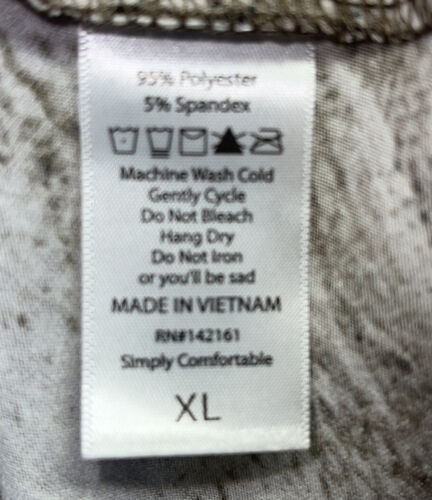 95% Polyester
5% Spandex
Machine Wash Cold
Gently Cycle
Do Not Bleach
Hang Dry
Do Not Iron
or you'll be sad
MADE IN VIETNAM
RN#142161
Simply Comfortable
XL